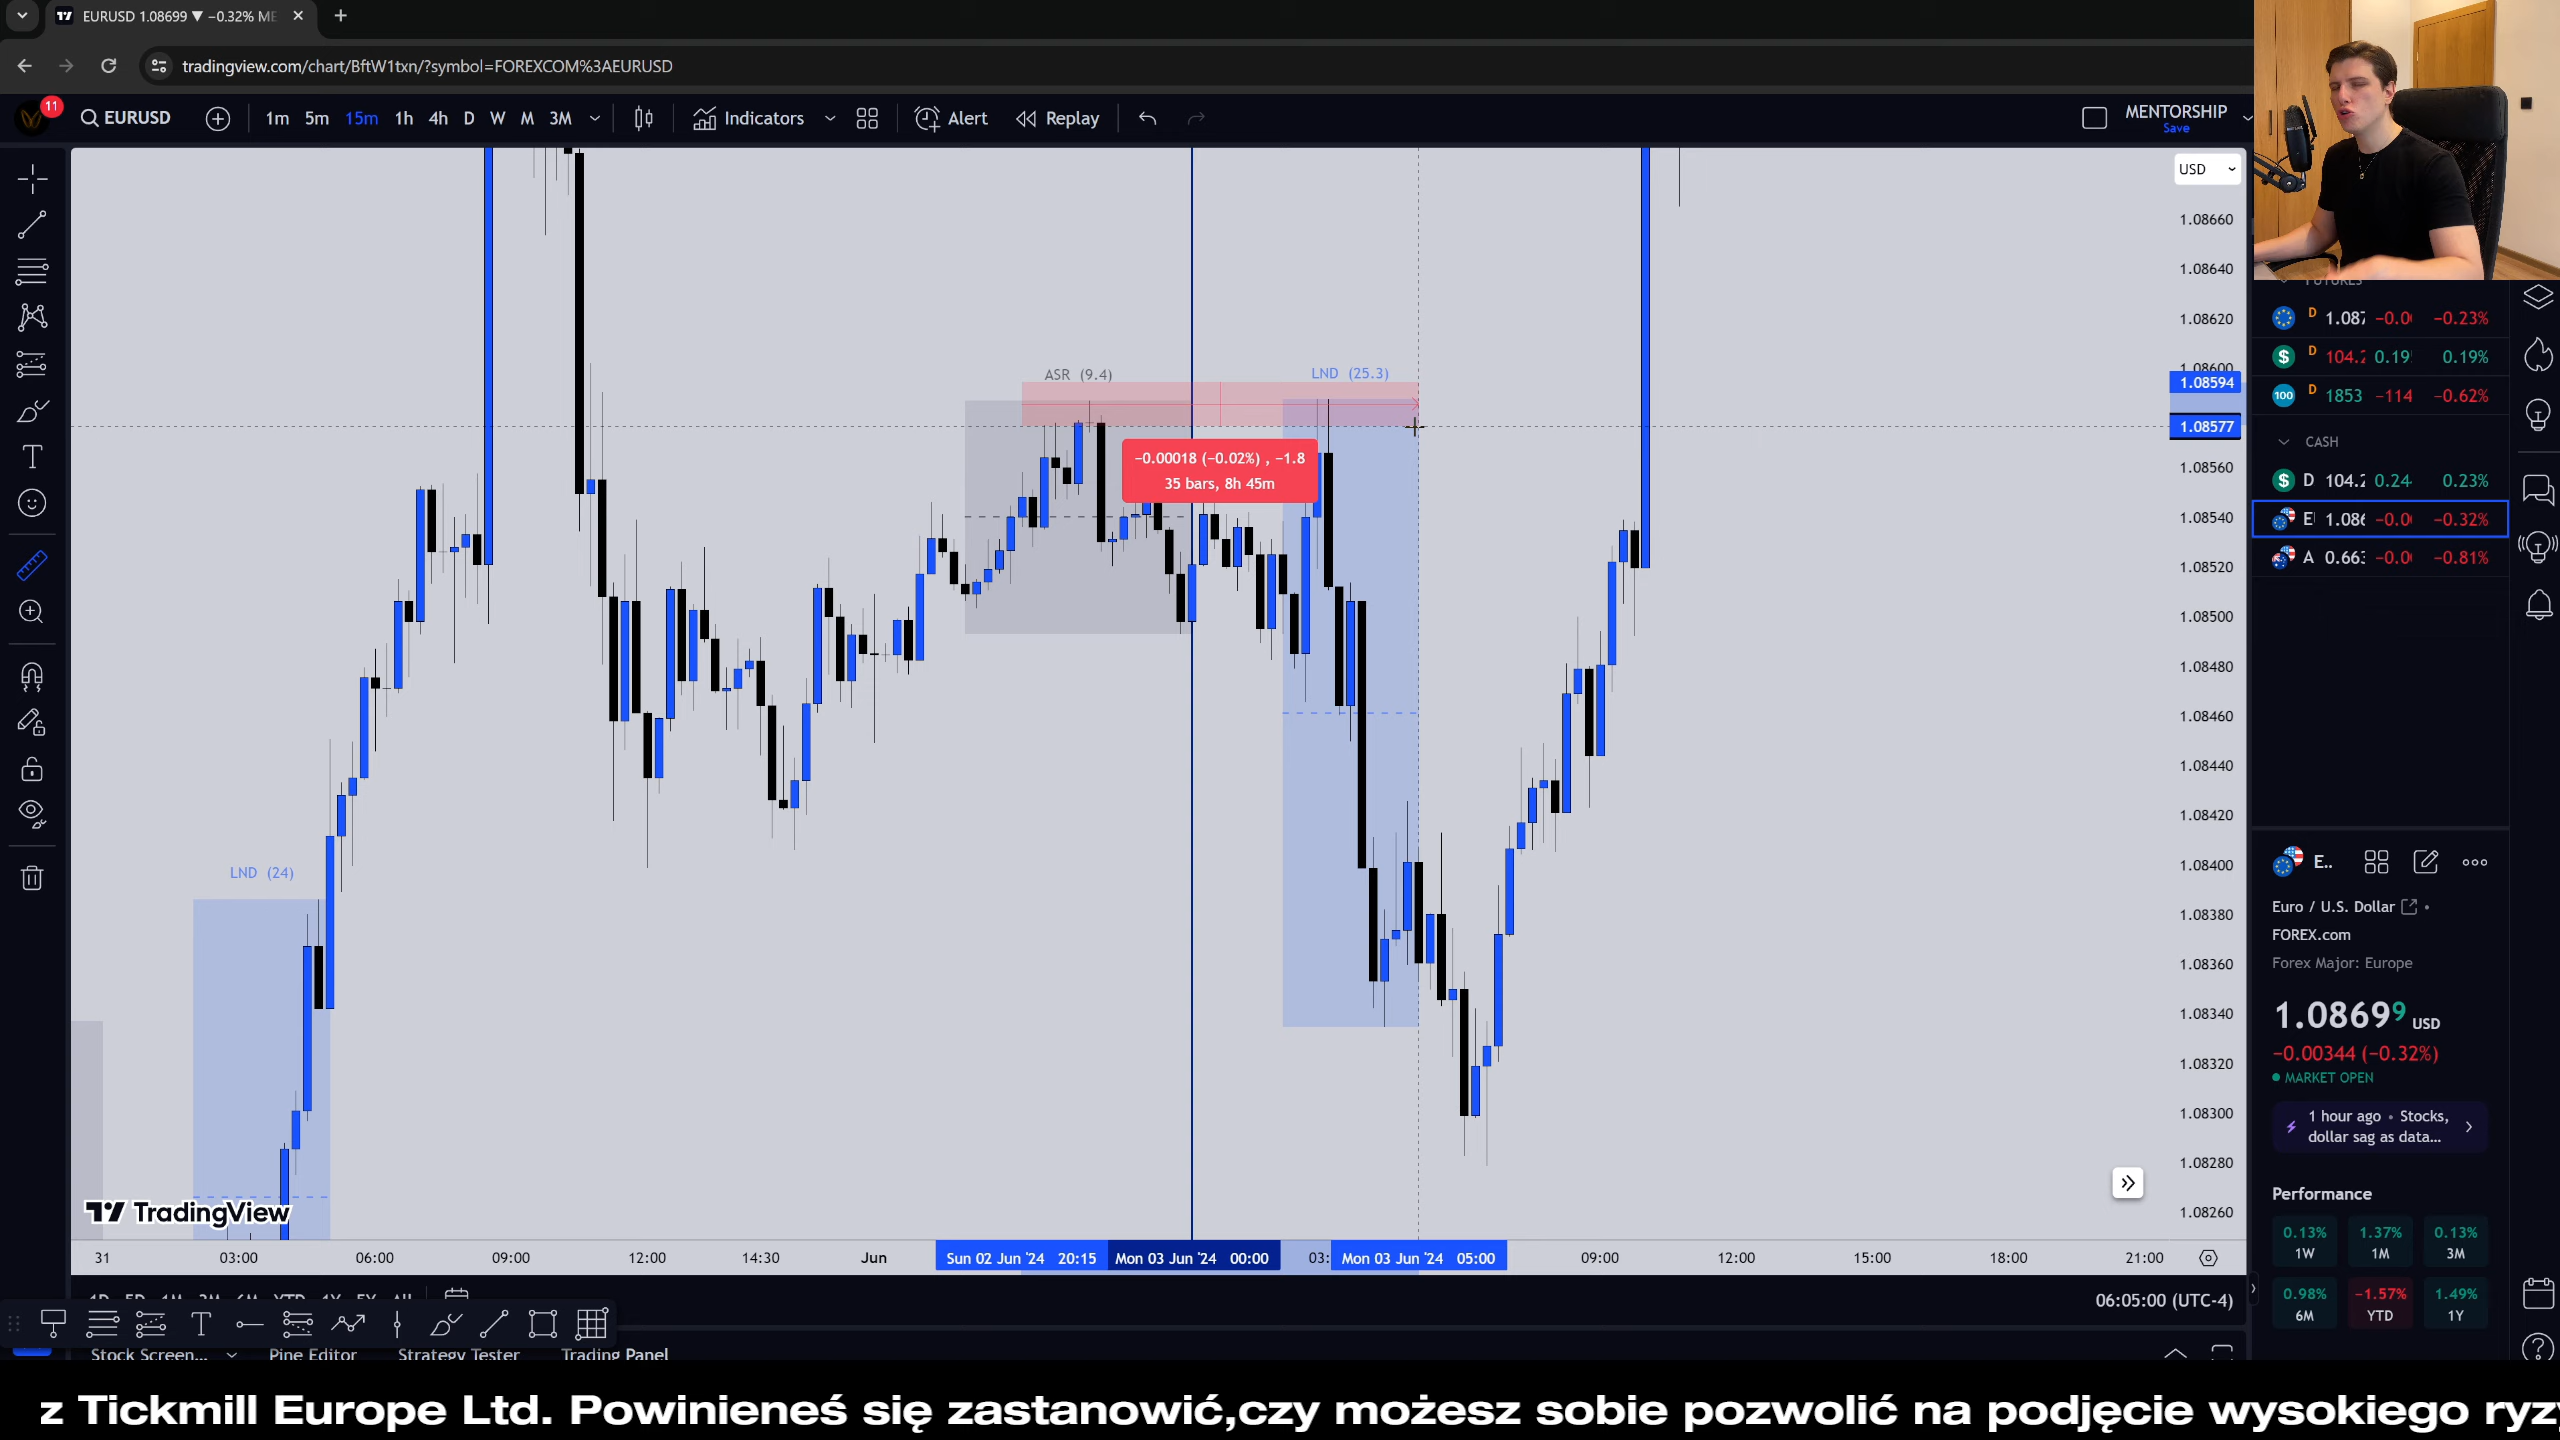 EURUSD 1.08699 ▼ −0.32% ME
tradingview.com/chart/BftW1txn/?symbol=FOREXCOM%3AEURUSD
11
EURUSD
1m 5m 15m 1h 4h D W M 3M
Indicators
Alert
Replay
MENTORSHIP
Save
USD
1.08660
1.08640
1.08620
1.08600
1.08594
1.08577
1.08560
1.08540
1.08520
1.08500
1.08480
1.08460
1.08440
1.08420
1.08400
1.08380
1.08360
1.08340
1.08320
1.08300
1.08280
1.08260
ASR (9.4)
LND (25.3)
−0.00018 (−0.02%) , −1.8
35 bars, 8h 45m
LND (24)
TradingView
31 03:00 06:00 09:00 12:00 14:30 Jun Sun 02 Jun '24 20:15 Mon 03 Jun '24 00:00 03: Mon 03 Jun '24 05:00 09:00 12:00 15:00 18:00 21:00
1D 5D 1M 3M 6M YTD 1Y 5Y All
06:05:00 (UTC-4)
Stock Screen... Pine Editor Strategy Tester Trading Panel
FUTURES
D 1.087 −0.0 −0.23%
D 104.2 0.19 0.19%
100 D 1853 −114 −0.62%
CASH
D 104.2 0.24 0.23%
E 1.086 −0.0 −0.32%
A 0.663 −0.0 −0.81%
E..
Euro / U.S. Dollar
FOREX.com
Forex Major: Europe
1.08699 USD
−0.00344 (−0.32%)
MARKET OPEN
1 hour ago • Stocks,
dollar sag as data...
Performance
0.13% 1.37% 0.13%
1W 1M 3M
0.98% −1.57% 1.49%
6M YTD 1Y
z Tickmill Europe Ltd. Powinieneś się zastanowić,czy możesz sobie pozwolić na podjęcie wysokiego ryzy